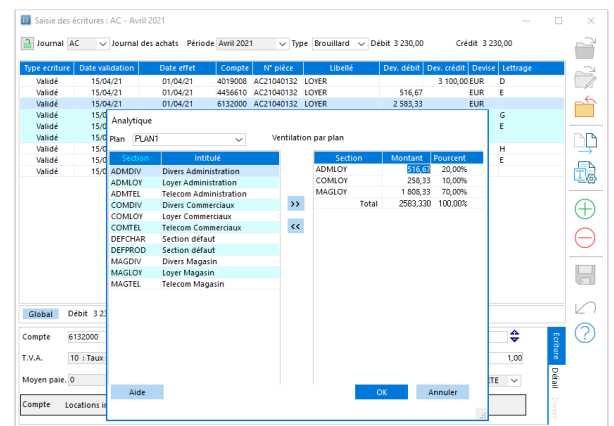 Saisie des écritures : AC - Avril 2021
Journal AC Journal des achats Période Avril 2021 Type Brouillard Débit 3 230,00 Crédit 3 230,00
Type ecriture Date validation Date effet Compte N° pièce Libellé Dev. débit Dev. crédit Devise Lettrage
Validé 15/04/21 01/04/21 4019008 AC21040132 LOYER 3 100,00 EUR D
Validé 15/04/21 01/04/21 4456610 AC21040132 LOYER 516,67 EUR E
Validé 15/04/21 01/04/21 6132000 AC21040132 LOYER 2 583,33 EUR
Validé 15/0 G
Validé 15/0 E
Validé 15/0
Validé 15/0 H
Validé 15/0 E
Validé 15/0
Analytique
Plan PLAN1 Ventilation par plan
Section Intitulé
ADMDIV Divers Administration
ADMLOY Loyer Administration
ADMTEL Telecom Administration
COMDIV Divers Commerciaux
COMLOY Loyer Commerciaux
COMTEL Telecom Commerciaux
DEFCHAR Section défaut
DEFPROD Section défaut
MAGDIV Divers Magasin
MAGLOY Loyer Magasin
MAGTEL Telecom Magasin
>>
<<
Section Montant Pourcent
ADMLOY 516,67 20,00%
COMLOY 258,33 10,00%
MAGLOY 1 808,33 70,00%
Total 2583,330 100,00%
Aide OK Annuler
Global Débit 3 23
Compte 6132000
T.V.A. 10 : Taux 1,00
Moyen paie. 0 TE
Compte Locations i
Ecriture
Détail
Divers